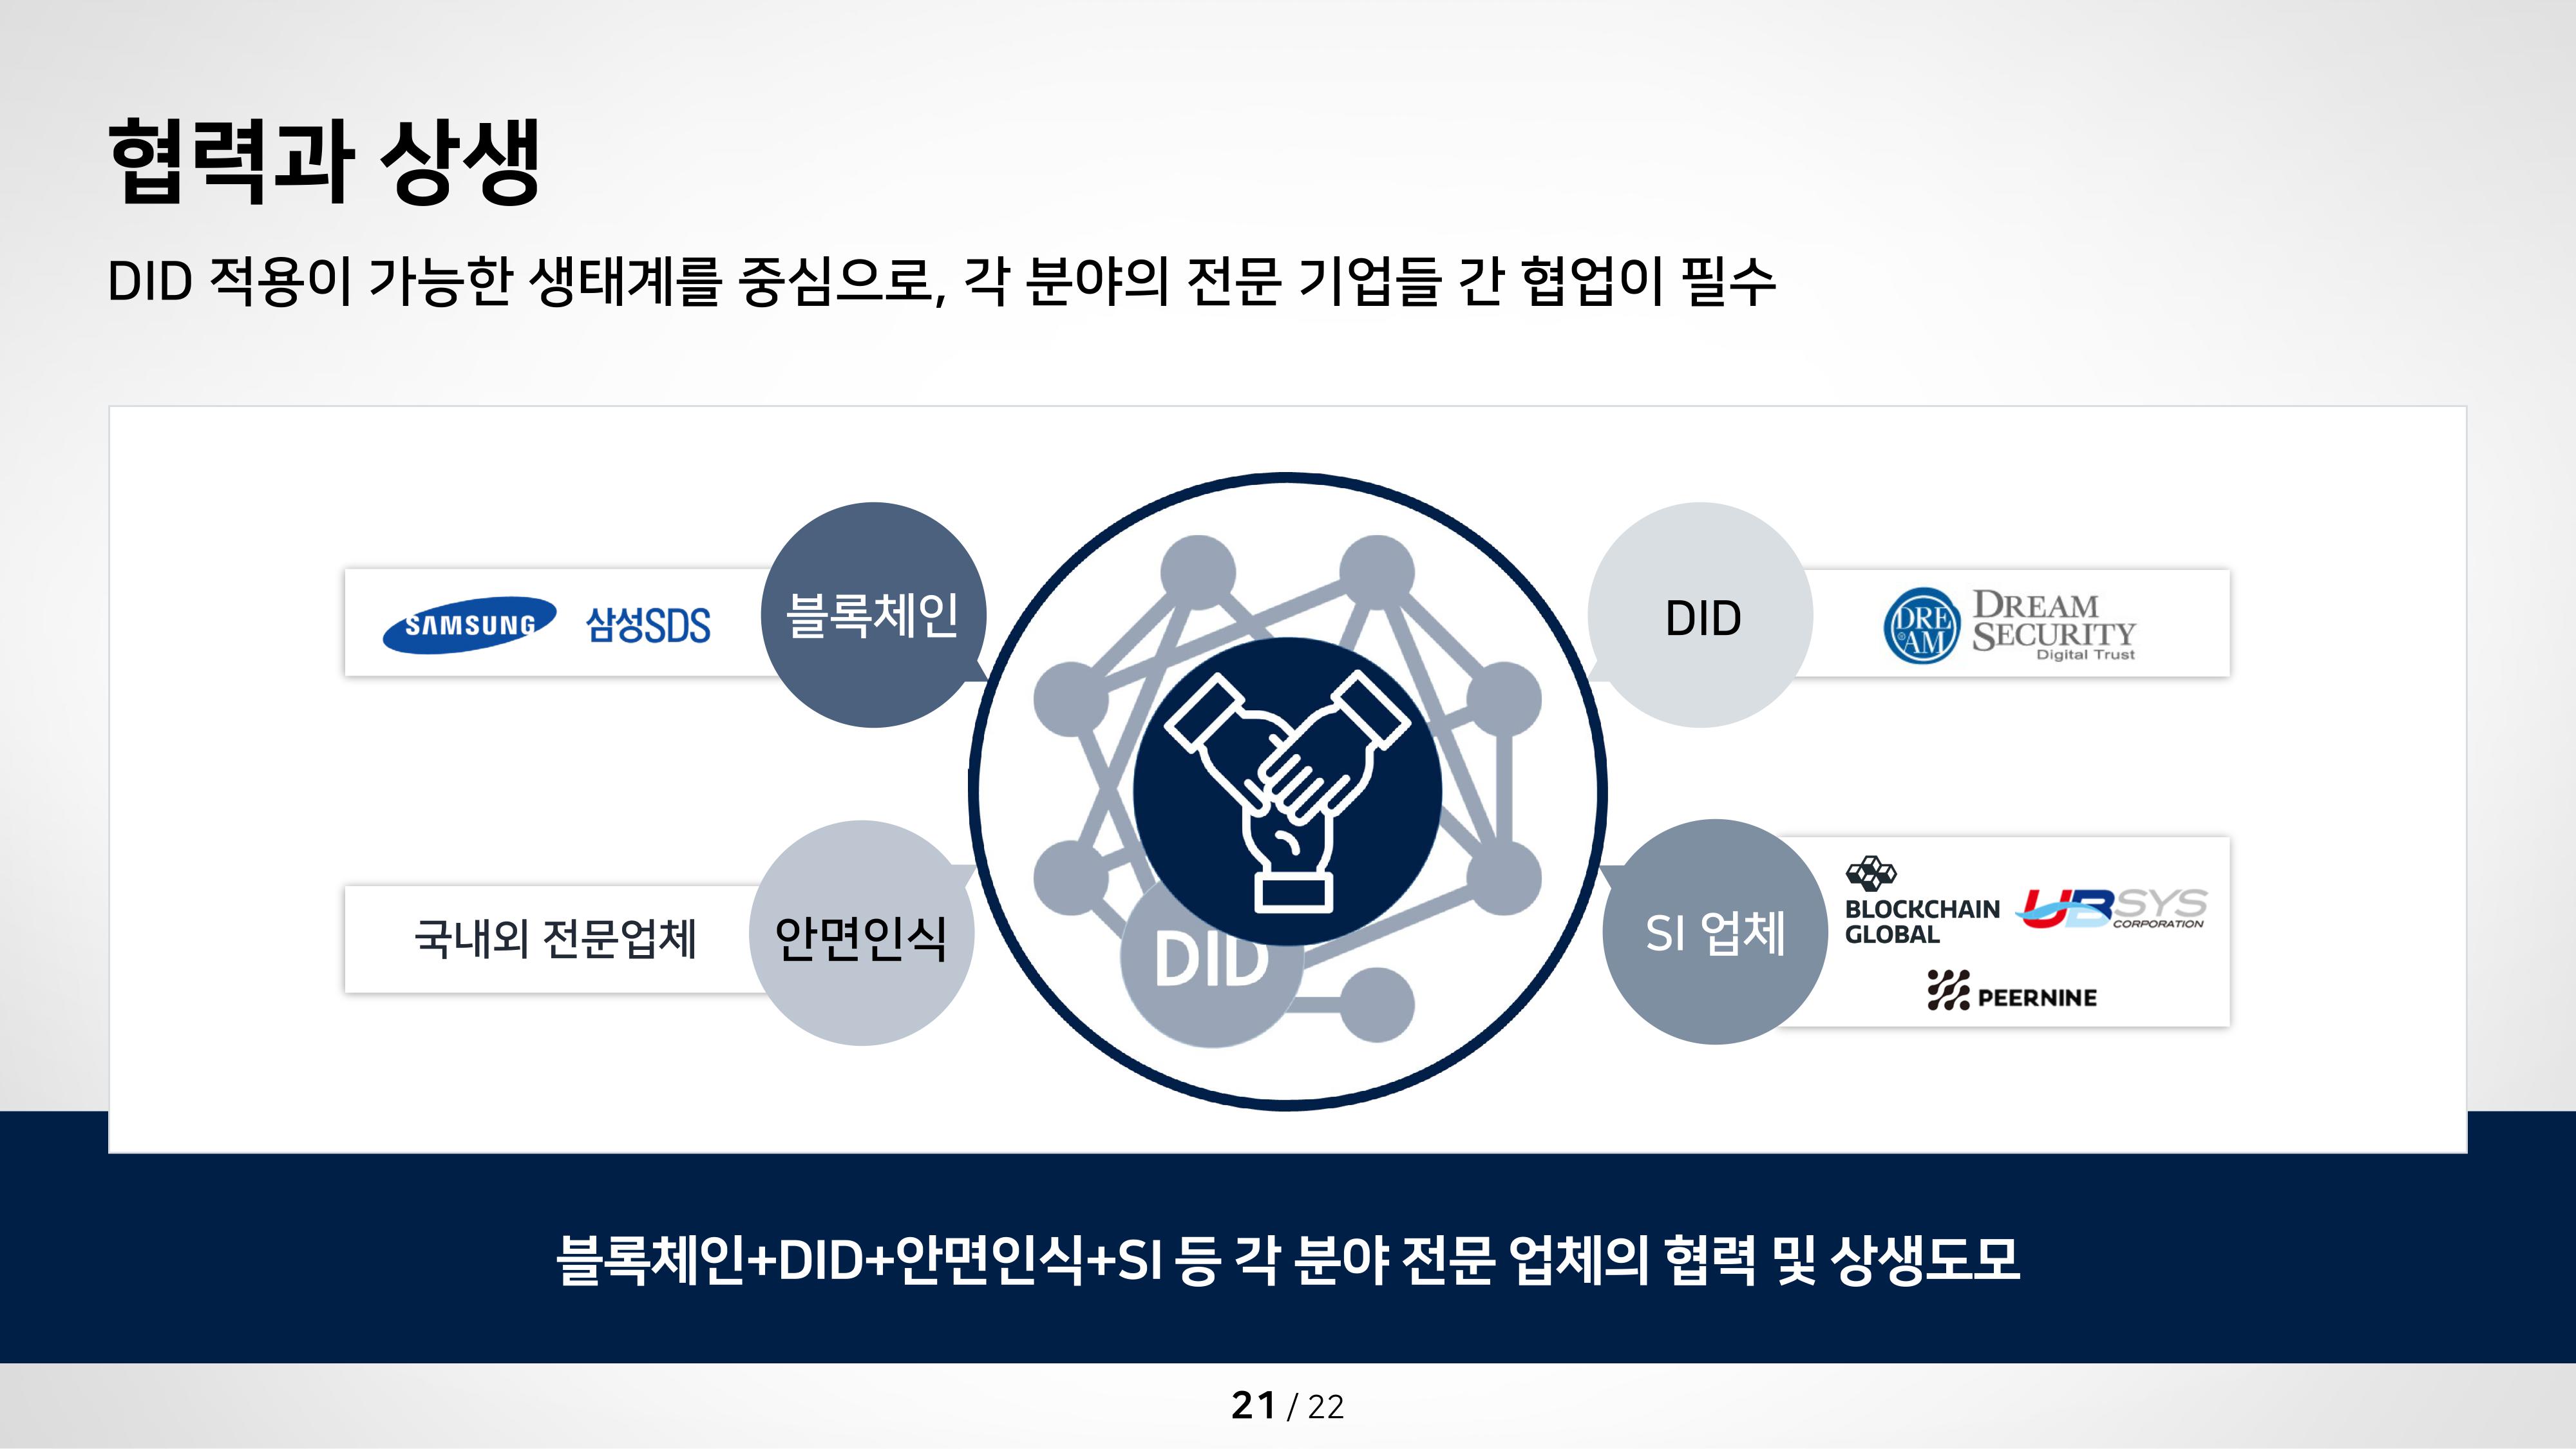 협력과 상생
DID 적용이 가능한 생태계를 중심으로, 각 분야의 전문 기업들 간 협업이 필수
SAMSUNG 삼성SDS
블록체인
DID
DRE
AM
DREAM
SECURITY
Digital Trust
국내외 전문업체
안면인식
DID
SI 업체
BLOCKCHAIN
GLOBAL
UBSYS
CORPORATION
PEERNINE
블록체인+DID+안면인식+SI 등 각 분야 전문 업체의 협력 및 상생도모
21 / 22